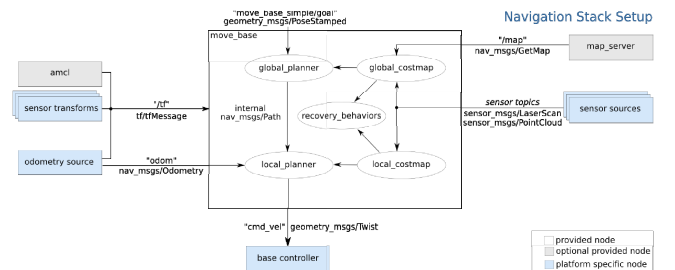 "move_base_simple/goal"
geometry_msgs/PoseStamped
Navigation Stack Setup
move_base
"/map"
nav_msgs/GetMap
map_server
global_planner
global_costmap
amcl
sensor transforms
"/tf"
tf/tfMessage
internal
nav_msgs/Path
recovery_behaviors
sensor topics
sensor_msgs/LaserScan
sensor_msgs/PointCloud
sensor sources
odometry source
"odom"
nav_msgs/Odometry
local_planner
local_costmap
"cmd_vel" geometry_msgs/Twist
base controller
provided node
optional provided node
platform specific node